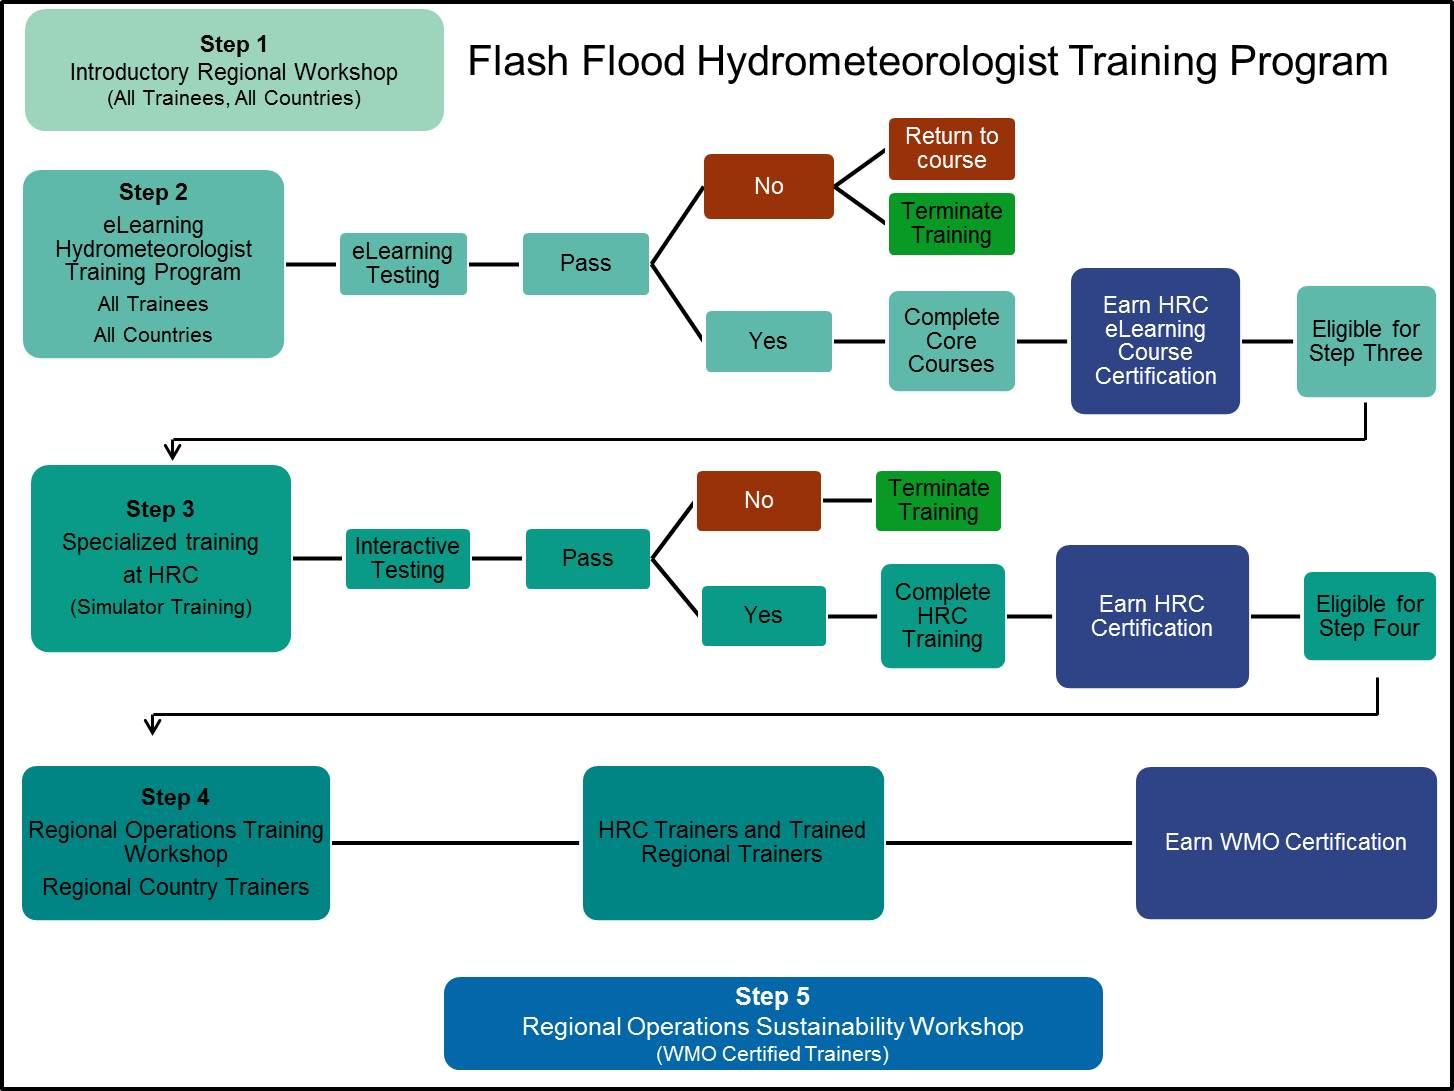 Step 1
Introductory Regional Workshop
(All Trainees, All Countries)
Flash Flood Hydrometeorologist Training Program
Step 2
eLearning
Hydrometeorologist
Training Program
All Trainees
All Countries
eLearning
Testing
Pass
No
Return to
course
Terminate
Training
Yes
Complete
Core
Courses
Earn HRC
eLearning
Course
Certification
Eligible for
Step Three
Step 3
Specialized training
at HRC
(Simulator Training)
Interactive
Testing
Pass
No
Terminate
Training
Yes
Complete
HRC
Training
Earn HRC
Certification
Eligible for
Step Four
Step 4
Regional Operations Training
Workshop
Regional Country Trainers
HRC Trainers and Trained
Regional Trainers
Earn WMO Certification
Step 5
Regional Operations Sustainability Workshop
(WMO Certified Trainers)